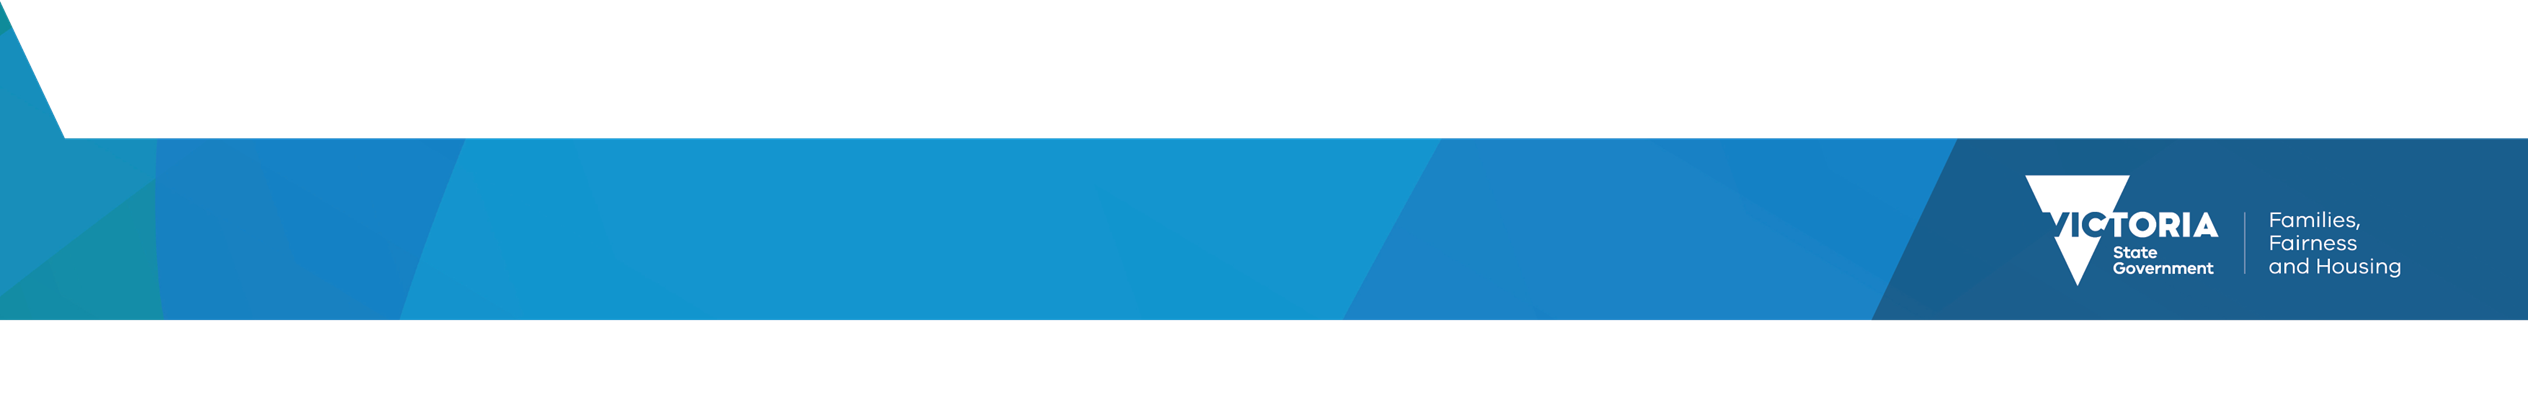 VICTORIA
State
Government
Families,
Fairness
and Housing